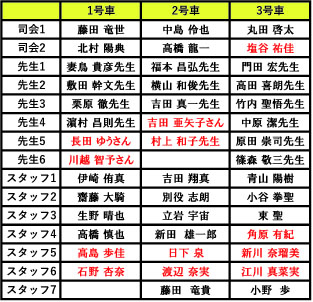 1号車 2号車 3号車
司会1 藤田 竜世 中島 伶也 丸田 啓太
司会2 北村 陽典 高橋 龍一 塩谷 祐佳
先生1 妻鳥 貴彦先生 福本 昌弘先生 門田 宏先生
先生2 敷田 幹文先生 横山 和俊先生 高田 喜朗先生
先生3 栗原 徹先生 吉田 真一先生 竹内 聖悟先生
先生4 濵村 昌則先生 吉田 亜矢子さん 中原 潔先生
先生5 長田 ゆうさん 村上 和子先生 原田 崇司先生
先生6 川越 智子さん 篠森 敬三先生
スタッフ1 伊崎 侑真 吉田 翔真 青山 陽樹
スタッフ2 齋藤 大騎 別役 志朗 小谷 拳聖
スタッフ3 生野 晴也 立岩 宇宙 東 聖
スタッフ4 高橋 慎也 新田 雄一郎 角原 有紀
スタッフ5 高島 歩佳 日下 泉 新川 奈瑠美
スタッフ6 石野 杏奈 渡辺 奈実 江川 真菜実
スタッフ7 藤田 竜貴 小野 歩